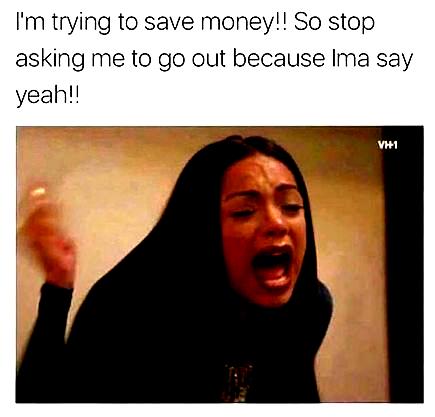 I'm trying to save money!! So stop
asking me to go out because Ima say
yeah!!
VH1